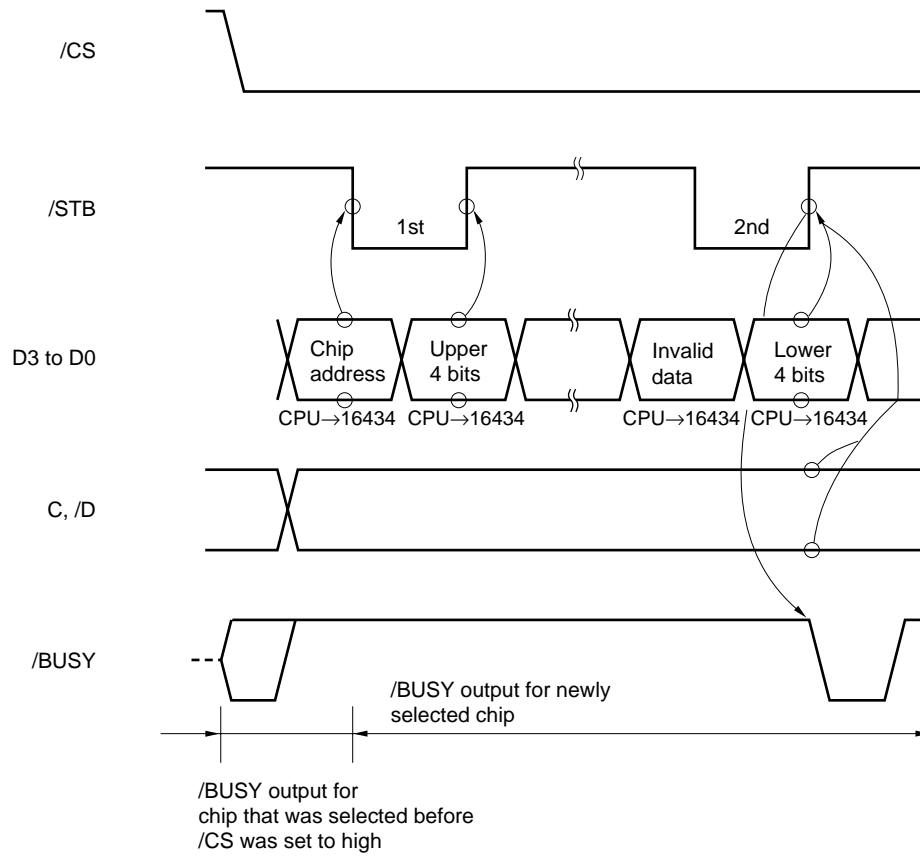 /CS
/STB
1st
2nd
D3 to D0
Chip
address
Upper
4 bits
Invalid
data
Lower
4 bits
CPU→16434
CPU→16434
CPU→16434
CPU→16434
C, /D
/BUSY
/BUSY output for newly
selected chip
/BUSY output for
chip that was selected before
/CS was set to high